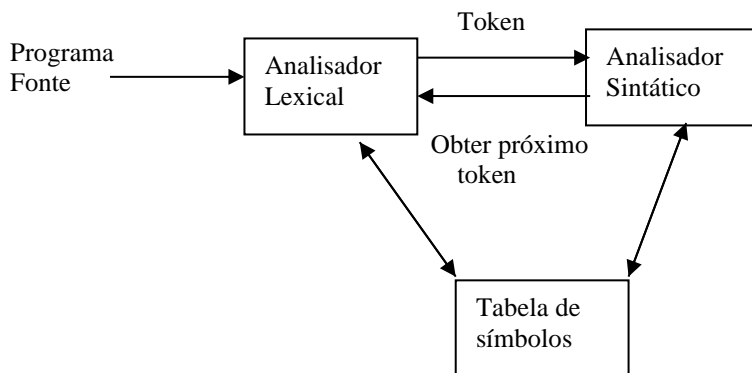 Programa
Fonte
Analisador
Lexical
Token
Analisador
Sintático
Obter próximo
token
Tabela de
símbolos